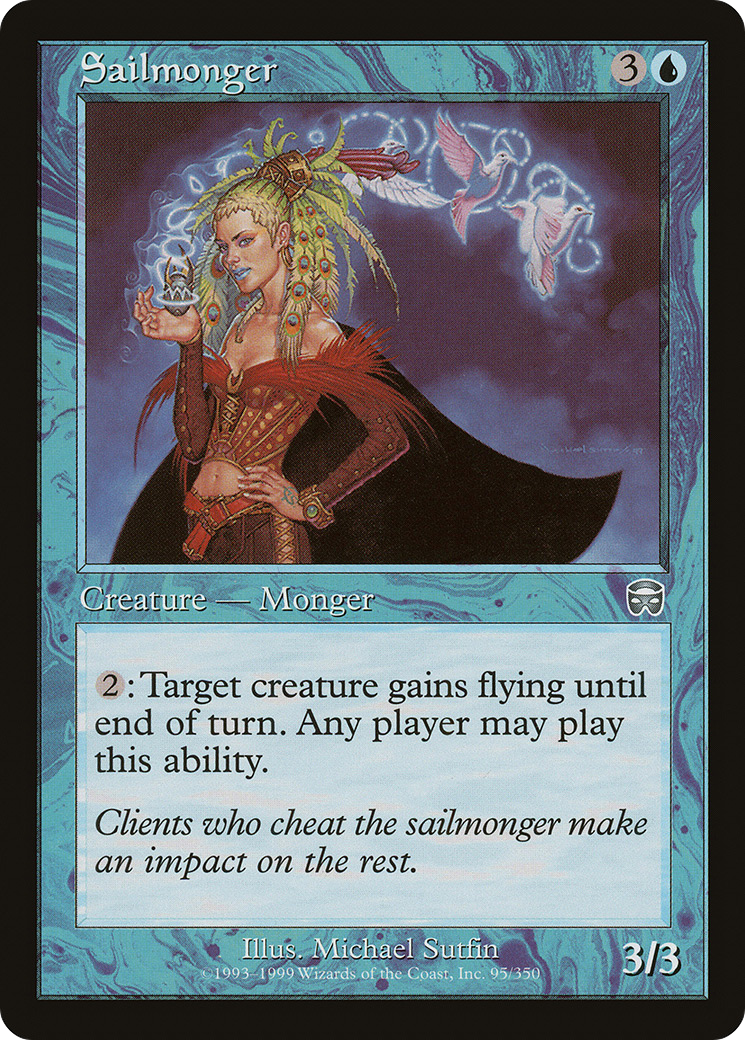 Sailmonger 3
Creature — Monger
2: Target creature gains flying until
end of turn. Any player may play
this ability.
Clients who cheat the sailmonger make
an impact on the rest.
Illus. Michael Sutfin
©1993–1999 Wizards of the Coast, Inc. 95/350
3/3